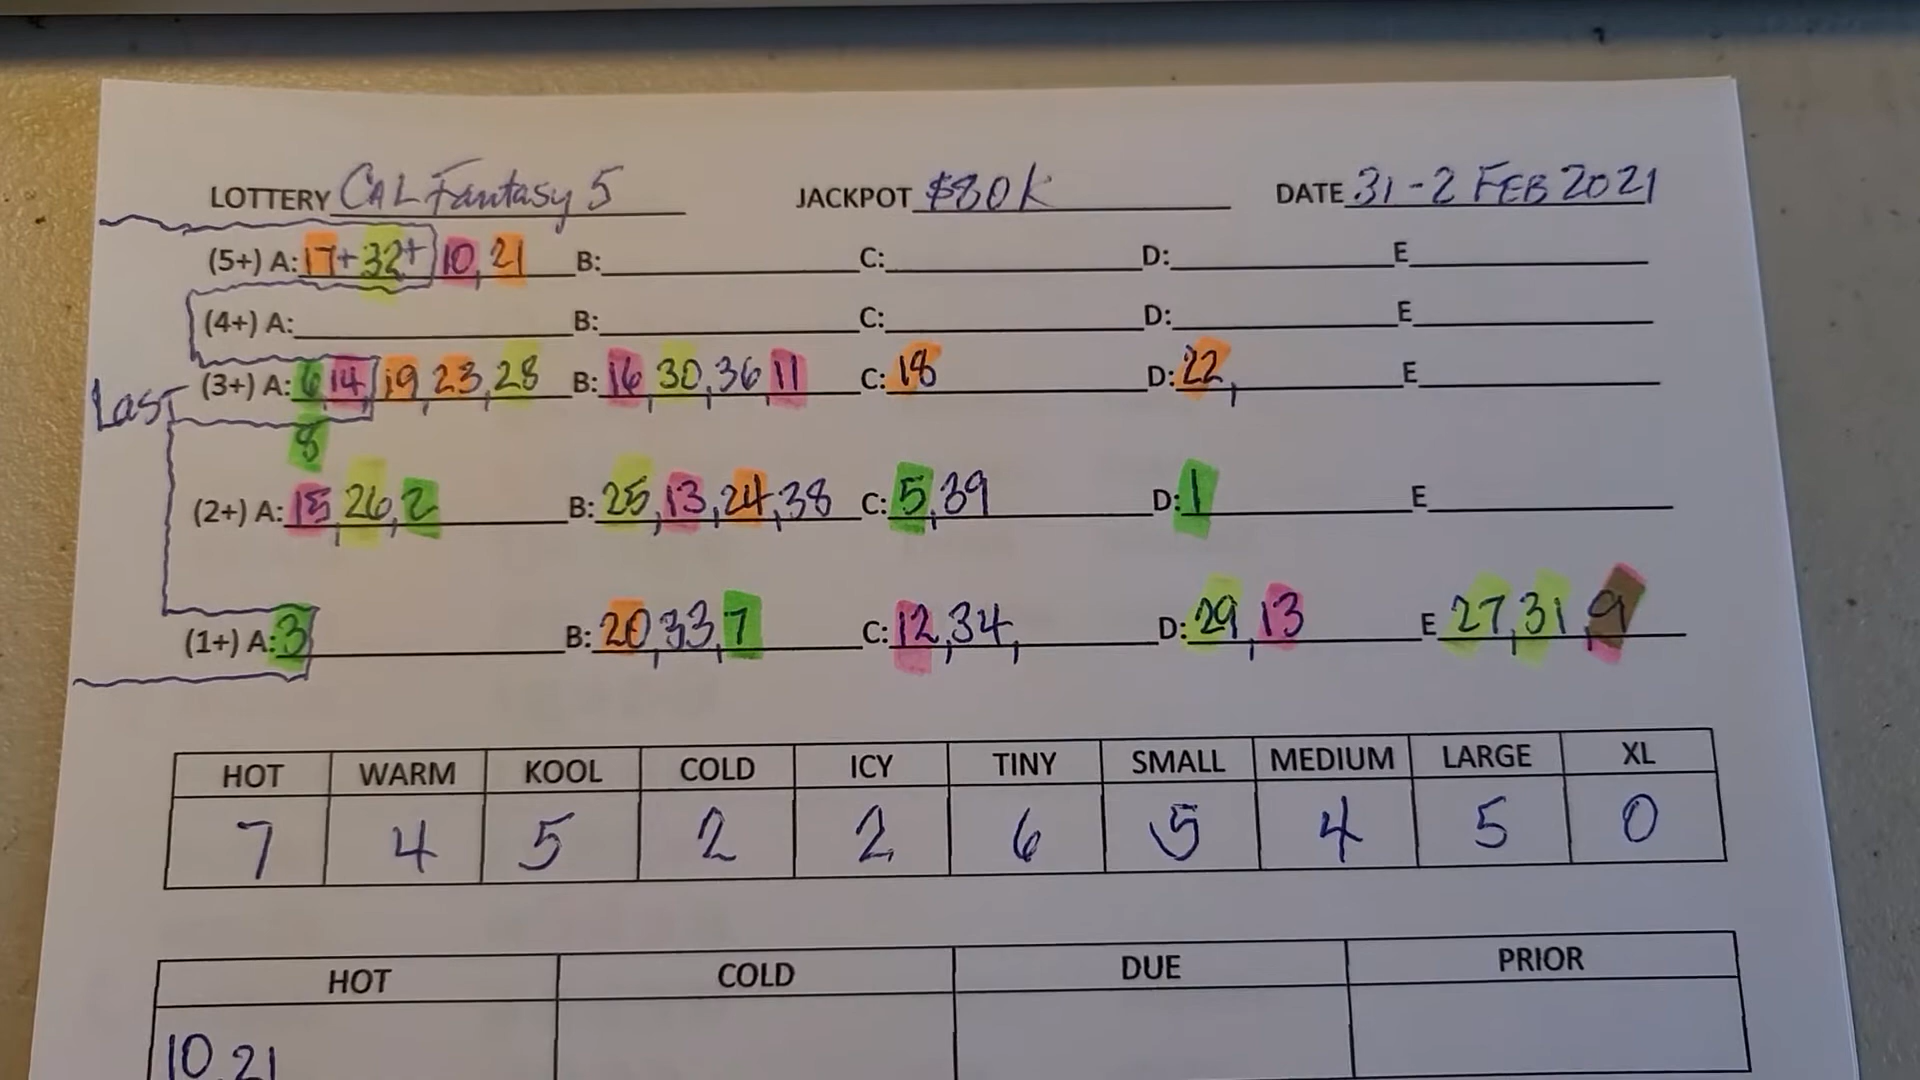 LOTTERY CAL Fantasy 5 JACKPOT $80K DATE 31-2 FEB 2021
(5+) A: 17+ 32+ 10, 21 B: C: D: E
(4+) A: B: C: D: E
Last (3+) A: 6, 14, 19, 23, 28 B: 16, 30, 36, 11 C: 18 D: 22, E
8
(2+) A: 15, 26, 2 B: 25, 13, 24, 38 C: 5, 39 D: 1 E
(1+) A: 3 B: 20, 33, 7 C: 12, 34, D: 29, 13 E 27, 31, 9
HOT WARM KOOL COLD ICY TINY SMALL MEDIUM LARGE XL
7 4 5 2 2 6 5 4 5 0
HOT COLD DUE PRIOR
10, 21